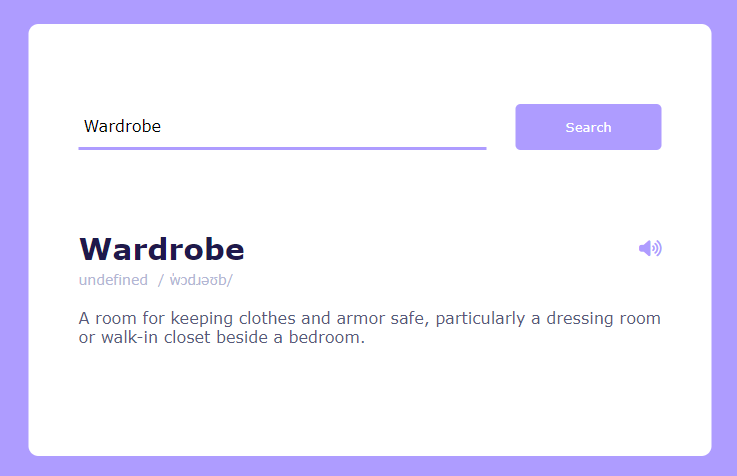 Wardrobe
Search
Wardrobe
undefined / ẃɔdɹəʊb/
A room for keeping clothes and armor safe, particularly a dressing room
or walk-in closet beside a bedroom.